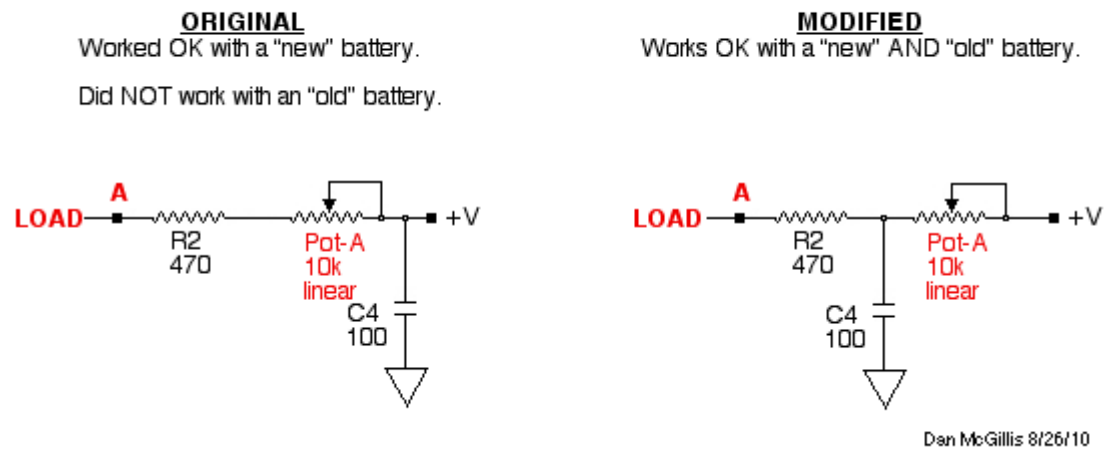 ORIGINAL
Worked OK with a “new” battery.
Did NOT work with an “old” battery.
A
LOAD
+V
R2
470
Pot-A
10k
linear
C4
100
MODIFIED
Works OK with a “new” AND “old” battery.
A
LOAD
+V
R2
470
Pot-A
10k
linear
C4
100
Dan McGillis 8/26/10